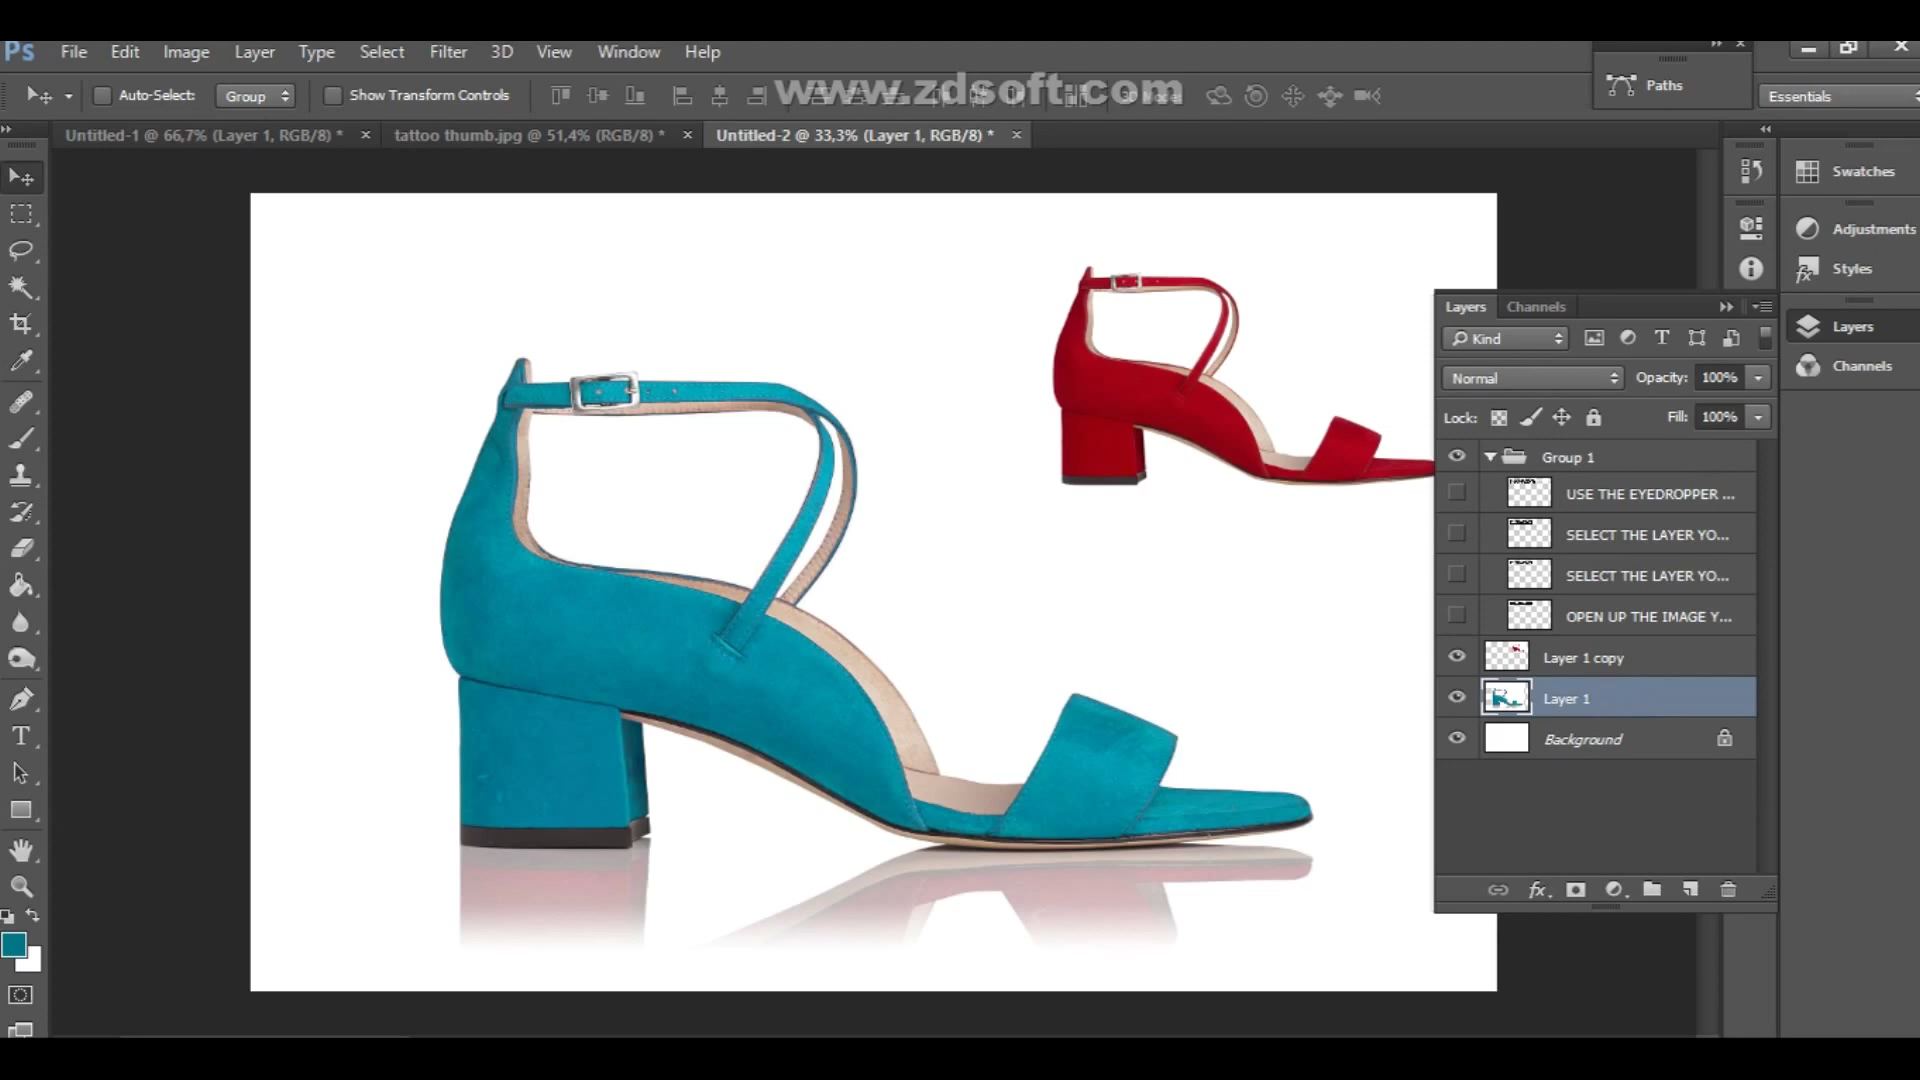 Ps File Edit Image Layer Type Select Filter 3D View Window Help
Auto-Select: Group Show Transform Controls
www.zdsoft.com
Paths
Essentials
Untitled-1 @ 66,7% (Layer 1, RGB/8) * tattoo thumb.jpg @ 51,4% (RGB/8) * Untitled-2 @ 33,3% (Layer 1, RGB/8) *
Swatches
Adjustments
Styles
Layers
Channels
Layers Channels
Kind
Normal Opacity: 100%
Lock: Fill: 100%
Group 1
USE THE EYEDROPPER ...
SELECT THE LAYER YO...
SELECT THE LAYER YO...
OPEN UP THE IMAGE Y...
Layer 1 copy
Layer 1
Background